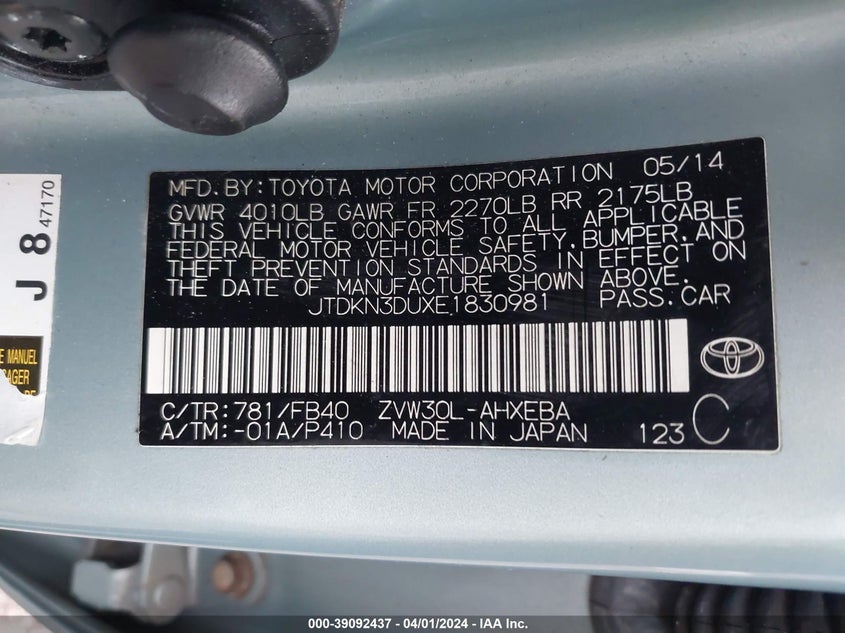 MFD. BY: TOYOTA MOTOR CORPORATION 05/14
GVWR 4010LB GAWR FR 2270LB RR 2175LB
THIS VEHICLE CONFORMS TO ALL APPLICABLE
FEDERAL MOTOR VEHICLE SAFETY, BUMPER, AND
THEFT PREVENTION STANDARDS IN EFFECT ON
THE DATE OF MANUFACTURE SHOWN ABOVE.
JTDKN3DUXE1830981 PASS. CAR
C/TR: 781/FB40 ZVW30L-AHXEBA
A/TM: -01A/P410 MADE IN JAPAN 123 C
J 8 47170
E MANUEL
000-39092437 - 04/01/2024 - IAA Inc.